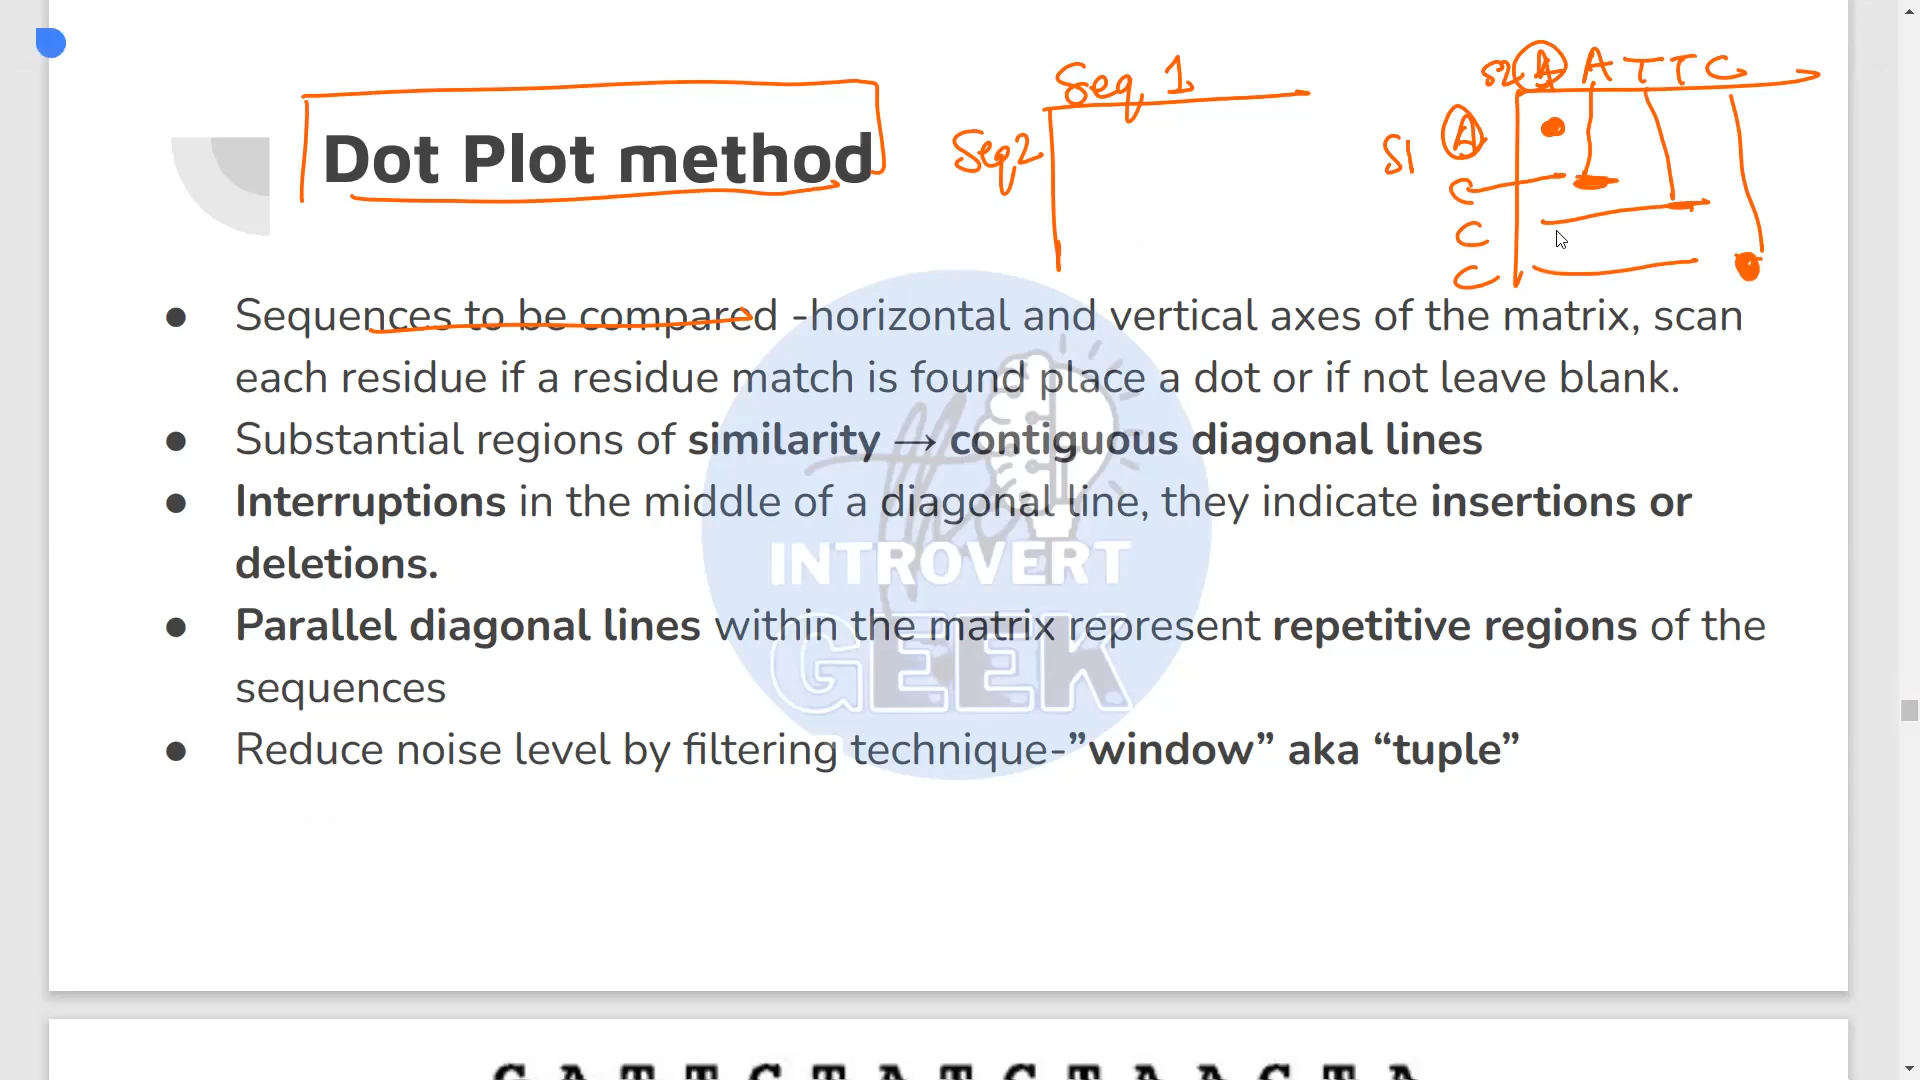 Dot Plot method
Seq 1
Seq2
S2 A A T T C
S1 A
C
C
C
● Sequences to be compared -horizontal and vertical axes of the matrix, scan
each residue if a residue match is found place a dot or if not leave blank.
● Substantial regions of similarity → contiguous diagonal lines
● Interruptions in the middle of a diagonal line, they indicate insertions or
deletions.
● Parallel diagonal lines within the matrix represent repetitive regions of the
sequences
● Reduce noise level by filtering technique-”window” aka “tuple”
The
INTROVERT
GEEK